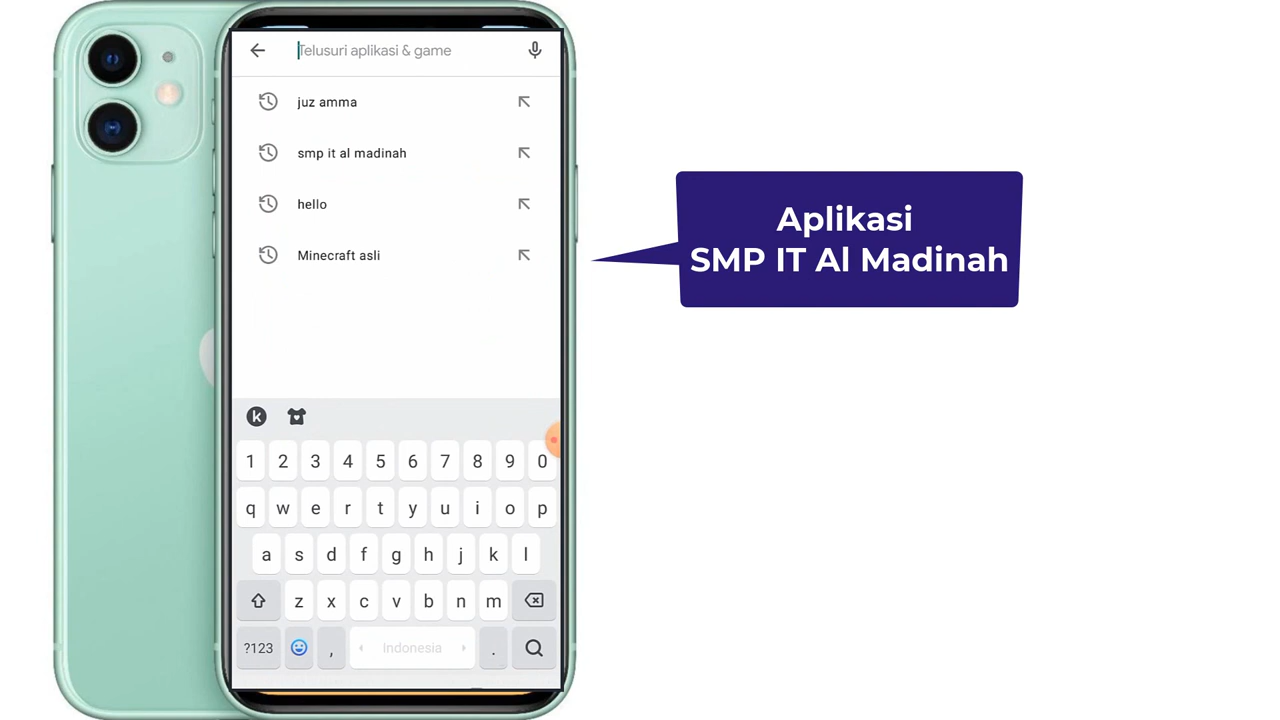 Telusuri aplikasi & game
juz amma
smp it al madinah
hello
Minecraft asli
Aplikasi
SMP IT Al Madinah
k
1 2 3 4 5 6 7 8 9 0
q w e r t y u i o p
a s d f g h j k l
z x c v b n m
?123 , Indonesia .